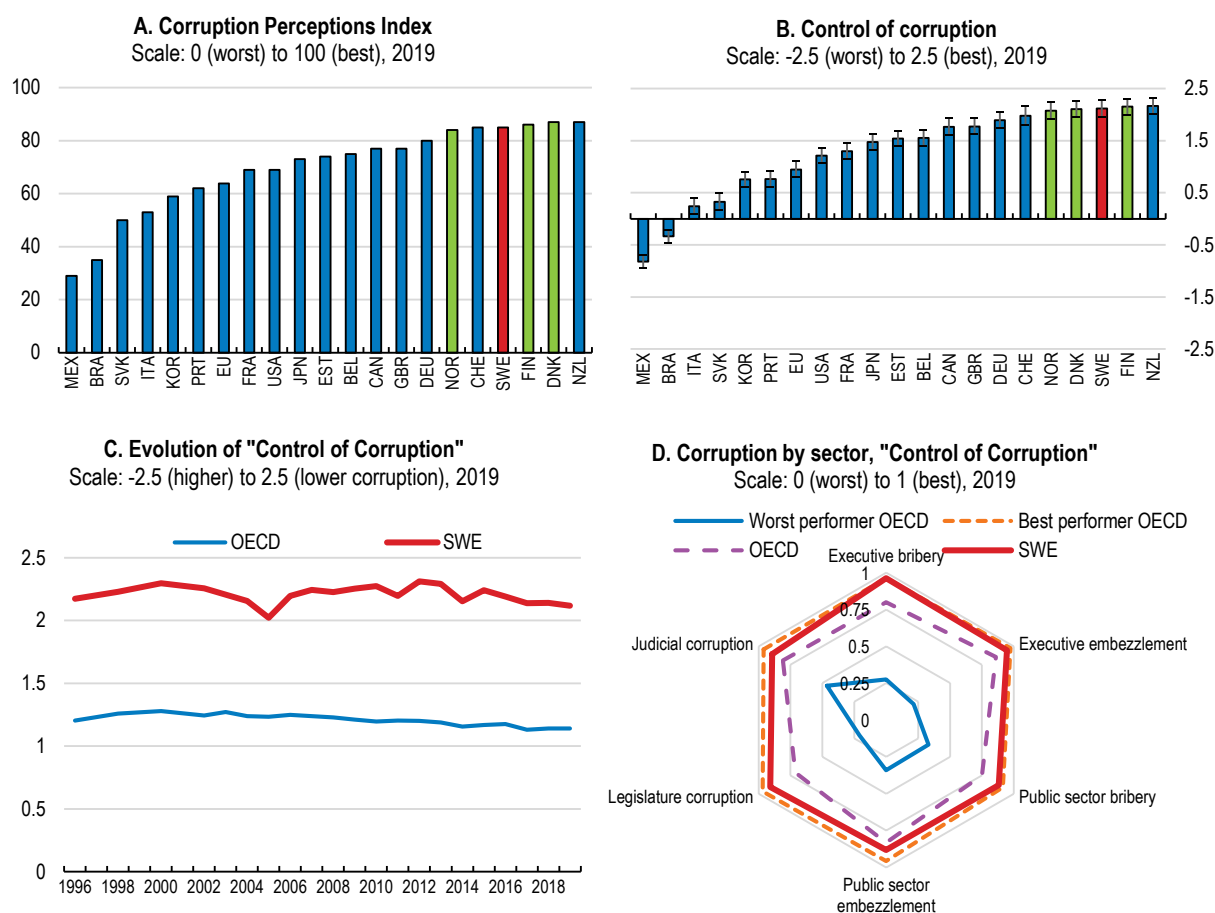 A. Corruption Perceptions Index
Scale: 0 (worst) to 100 (best), 2019
100
80
60
40
20
0
MEX
BRA
SVK
ITA
KOR
PRT
EU
FRA
USA
JPN
EST
BEL
CAN
GBR
DEU
NOR
CHE
SWE
FIN
DNK
NZL
B. Control of corruption
Scale: -2.5 (worst) to 2.5 (best), 2019
2.5
1.5
0.5
-0.5
-1.5
-2.5
MEX
BRA
ITA
SVK
KOR
PRT
EU
USA
FRA
JPN
EST
BEL
CAN
GBR
DEU
CHE
NOR
DNK
SWE
FIN
NZL
C. Evolution of "Control of Corruption"
Scale: -2.5 (higher) to 2.5 (lower corruption), 2019
OECD
SWE
2.5
2
1.5
1
0.5
0
1996
1998
2000
2002
2004
2006
2008
2010
2012
2014
2016
2018
D. Corruption by sector, "Control of Corruption"
Scale: 0 (worst) to 1 (best), 2019
Worst performer OECD
Best performer OECD
OECD
SWE
Executive bribery
1
0.75
0.5
0.25
0
Judicial corruption
Executive embezzlement
Legislature corruption
Public sector bribery
Public sector
embezzlement